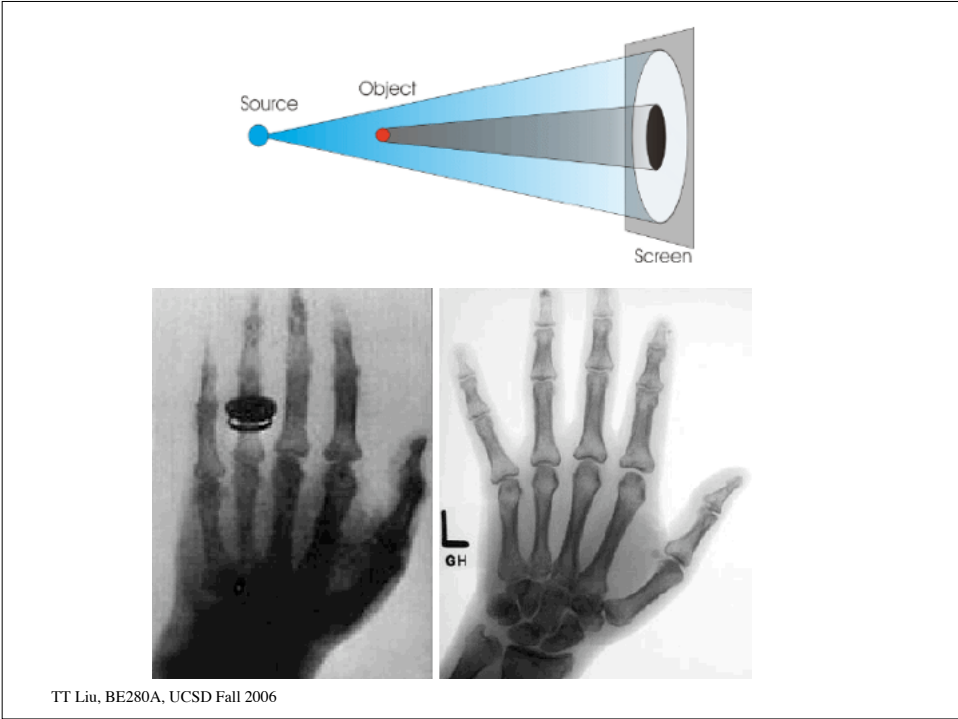 Source
Object
Screen
L
GH
TT Liu, BE280A, UCSD Fall 2006